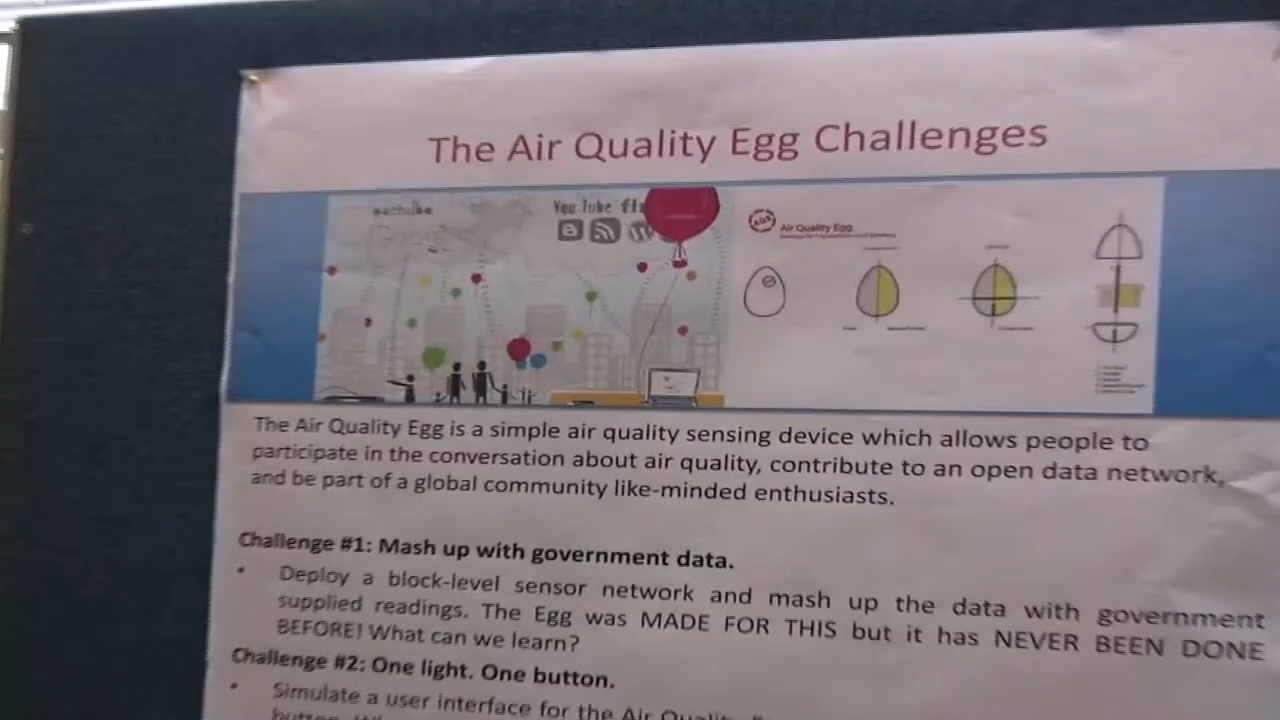 The Air Quality Egg Challenges
pachube
You Tube
Air Quality Egg
The Air Quality Egg is a simple air quality sensing device which allows people to
participate in the conversation about air quality, contribute to an open data network,
and be part of a global community like-minded enthusiasts.
Challenge #1: Mash up with government data.
• Deploy a block-level sensor network and mash up the data with government
supplied readings. The Egg was MADE FOR THIS but it has NEVER BEEN DONE
BEFORE! What can we learn?
Challenge #2: One light. One button.
• Simulate a user interface for the Air Quality
button.